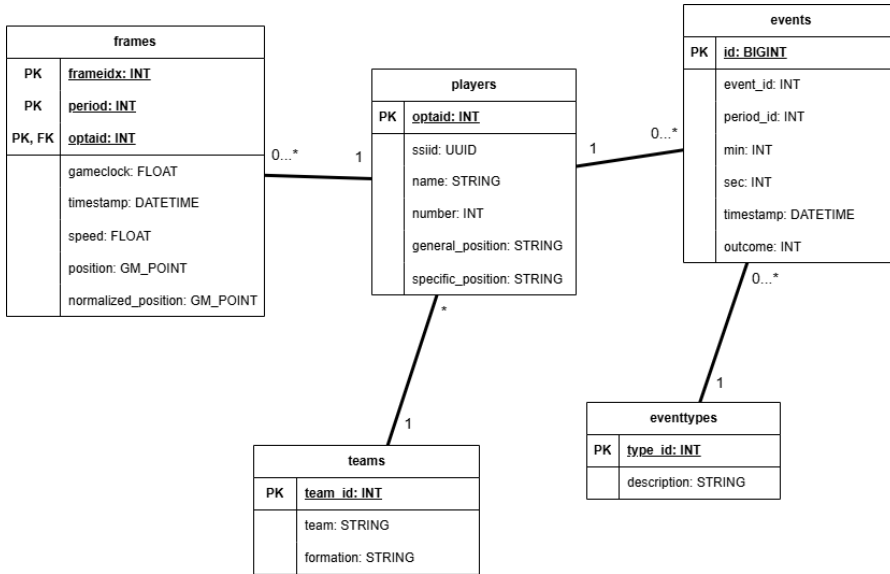 frames
PK frameidx: INT
PK period: INT
PK, FK optaid: INT
gameclock: FLOAT
timestamp: DATETIME
speed: FLOAT
position: GM_POINT
normalized_position: GM_POINT
0...*
1
players
PK optaid: INT
ssiid: UUID
name: STRING
number: INT
general_position: STRING
specific_position: STRING
1
0...*
events
PK id: BIGINT
event_id: INT
period_id: INT
min: INT
sec: INT
timestamp: DATETIME
outcome: INT
0...*
1
*
1
eventtypes
PK type_id: INT
description: STRING
teams
PK team_id: INT
team: STRING
formation: STRING